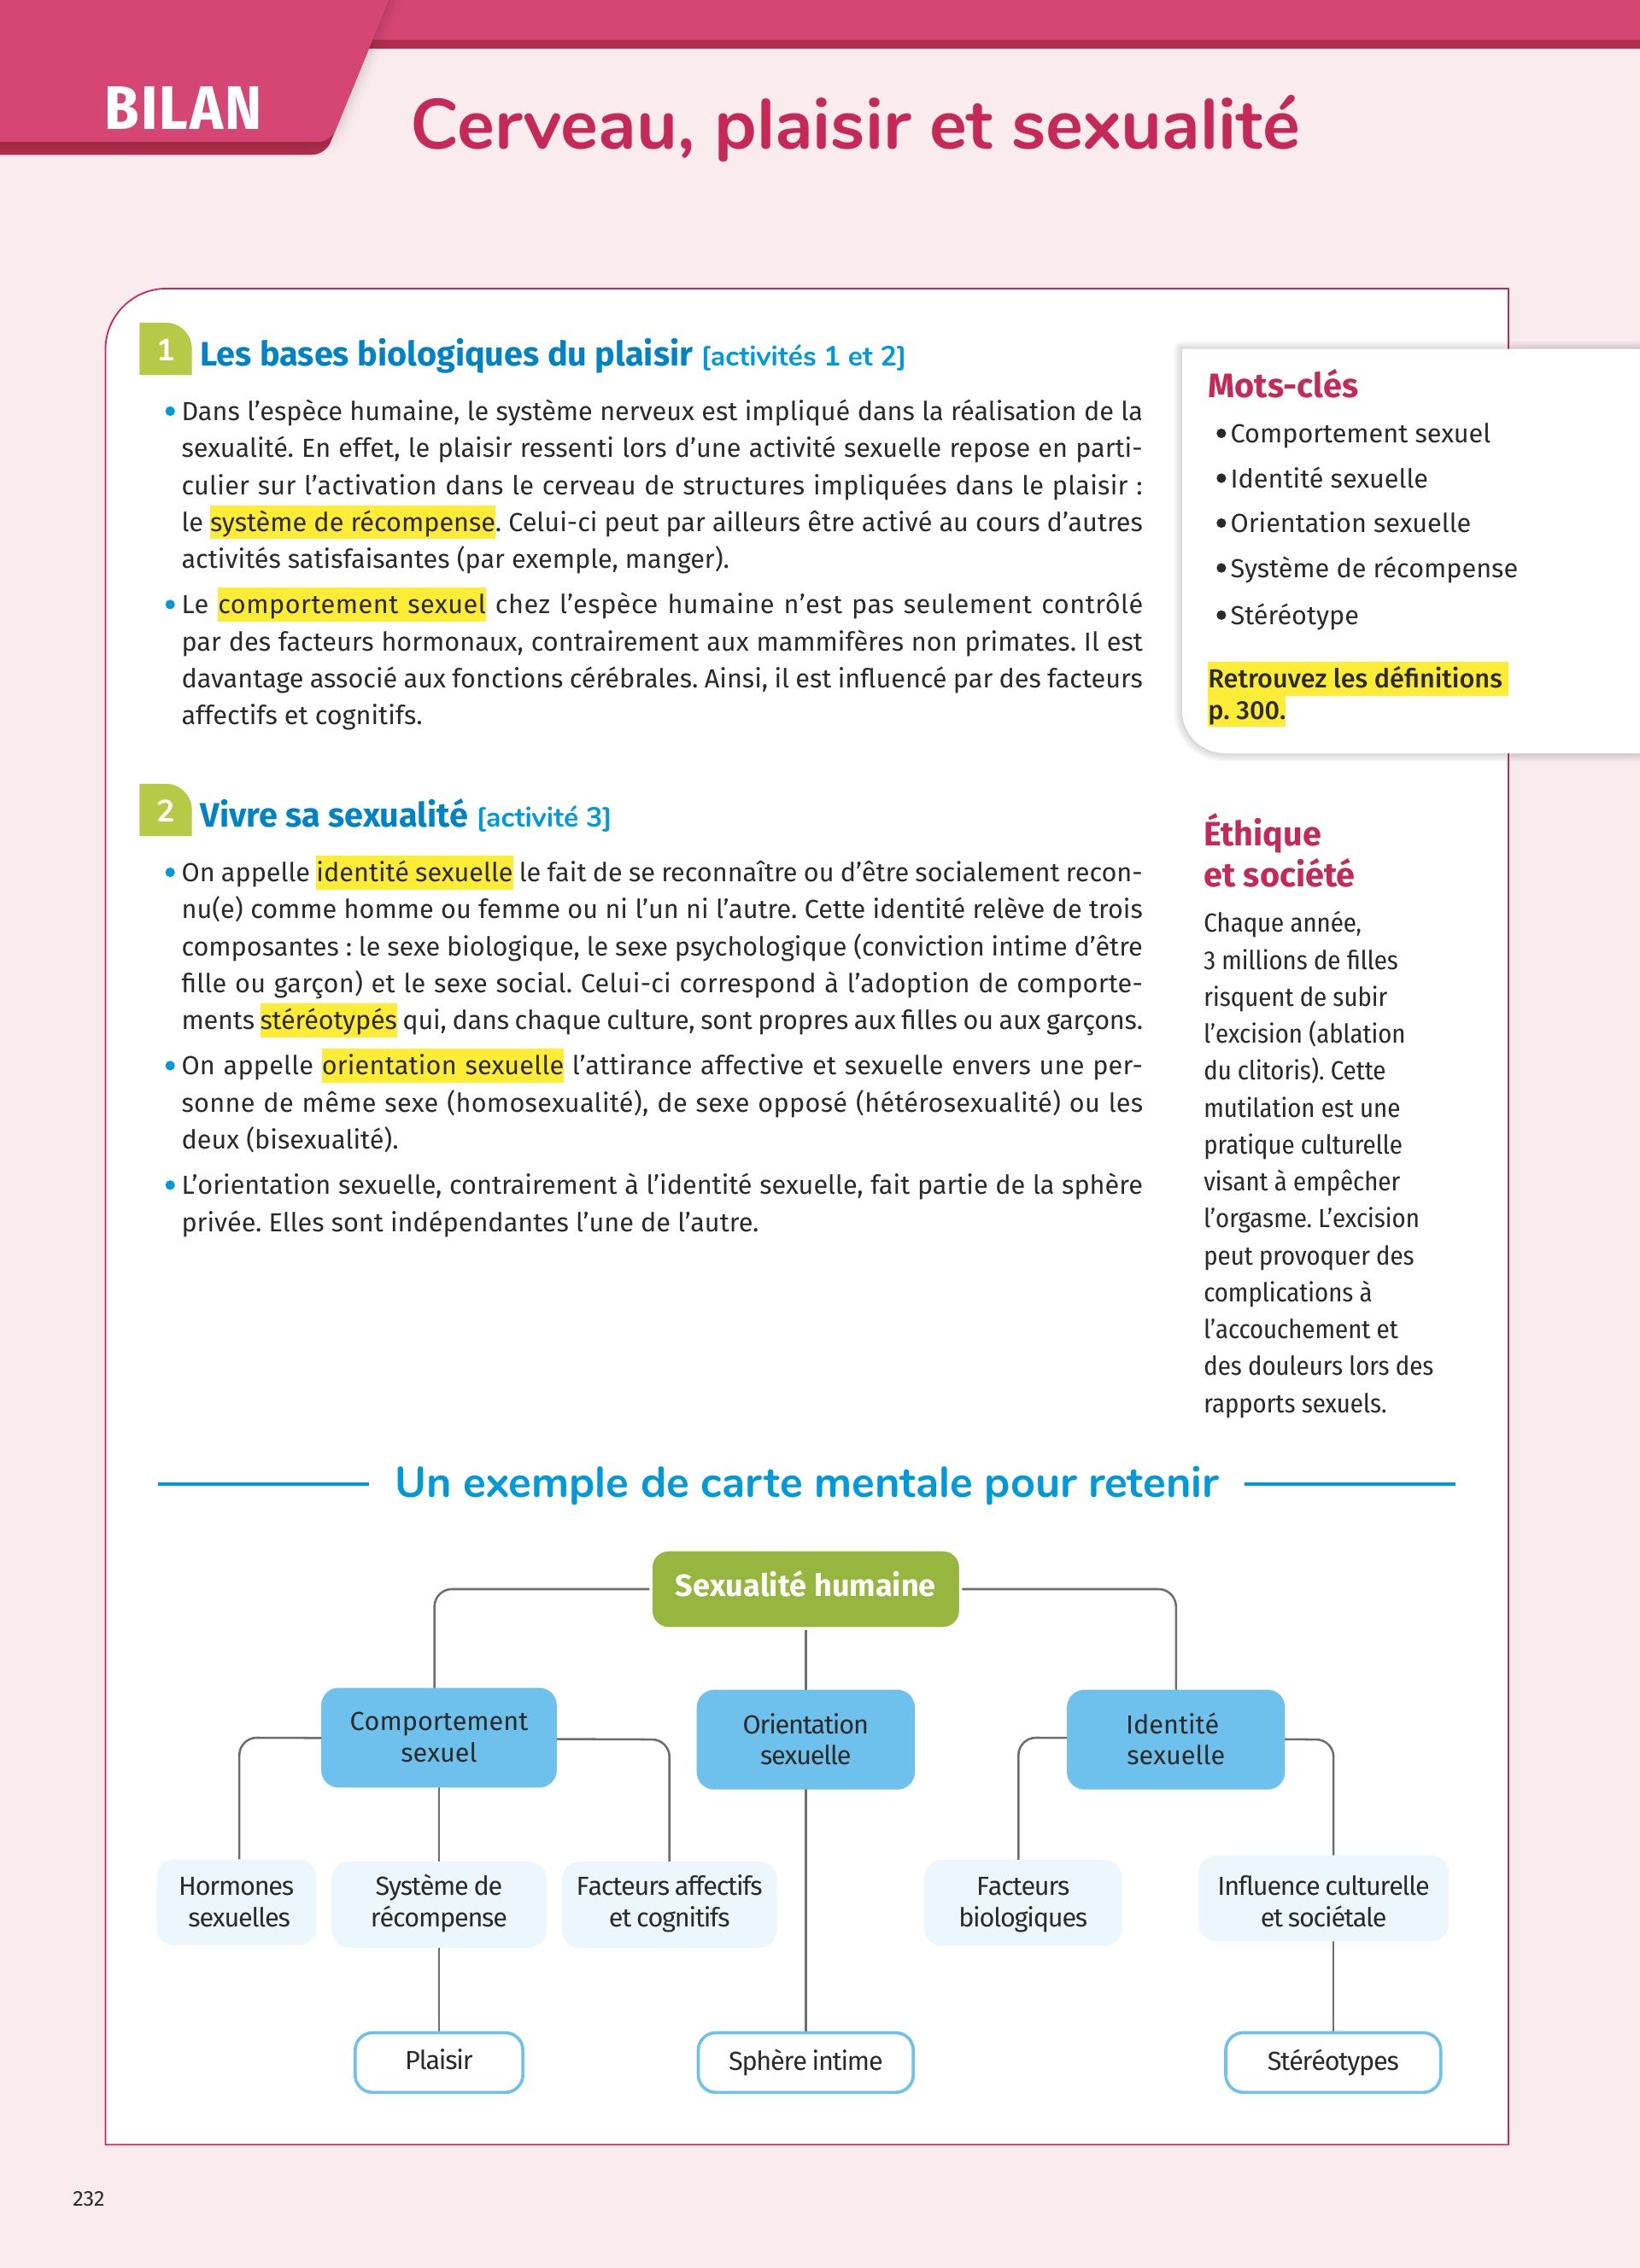 BILAN
Cerveau, plaisir et sexualité
1 Les bases biologiques du plaisir [activités 1 et 2]
• Dans l’espèce humaine, le système nerveux est impliqué dans la réalisation de la
sexualité. En effet, le plaisir ressenti lors d’une activité sexuelle repose en parti-
culier sur l’activation dans le cerveau de structures impliquées dans le plaisir :
le système de récompense. Celui-ci peut par ailleurs être activé au cours d’autres
activités satisfaisantes (par exemple, manger).
• Le comportement sexuel chez l’espèce humaine n’est pas seulement contrôlé
par des facteurs hormonaux, contrairement aux mammifères non primates. Il est
davantage associé aux fonctions cérébrales. Ainsi, il est influencé par des facteurs
affectifs et cognitifs.
Mots-clés
• Comportement sexuel
• Identité sexuelle
• Orientation sexuelle
• Système de récompense
• Stéréotype
Retrouvez les définitions
p. 300.
2 Vivre sa sexualité [activité 3]
• On appelle identité sexuelle le fait de se reconnaître ou d’être socialement recon-
nu(e) comme homme ou femme ou ni l’un ni l’autre. Cette identité relève de trois
composantes : le sexe biologique, le sexe psychologique (conviction intime d’être
fille ou garçon) et le sexe social. Celui-ci correspond à l’adoption de comporte-
ments stéréotypés qui, dans chaque culture, sont propres aux filles ou aux garçons.
• On appelle orientation sexuelle l’attirance affective et sexuelle envers une per-
sonne de même sexe (homosexualité), de sexe opposé (hétérosexualité) ou les
deux (bisexualité).
• L’orientation sexuelle, contrairement à l’identité sexuelle, fait partie de la sphère
privée. Elles sont indépendantes l’une de l’autre.
Éthique
et société
Chaque année,
3 millions de filles
risquent de subir
l’excision (ablation
du clitoris). Cette
mutilation est une
pratique culturelle
visant à empêcher
l’orgasme. L’excision
peut provoquer des
complications à
l’accouchement et
des douleurs lors des
rapports sexuels.
Un exemple de carte mentale pour retenir
Sexualité humaine
Comportement
sexuel
Orientation
sexuelle
Identité
sexuelle
Hormones
sexuelles
Système de
récompense
Facteurs affectifs
et cognitifs
Facteurs
biologiques
Influence culturelle
et sociétale
Plaisir
Sphère intime
Stéréotypes
232